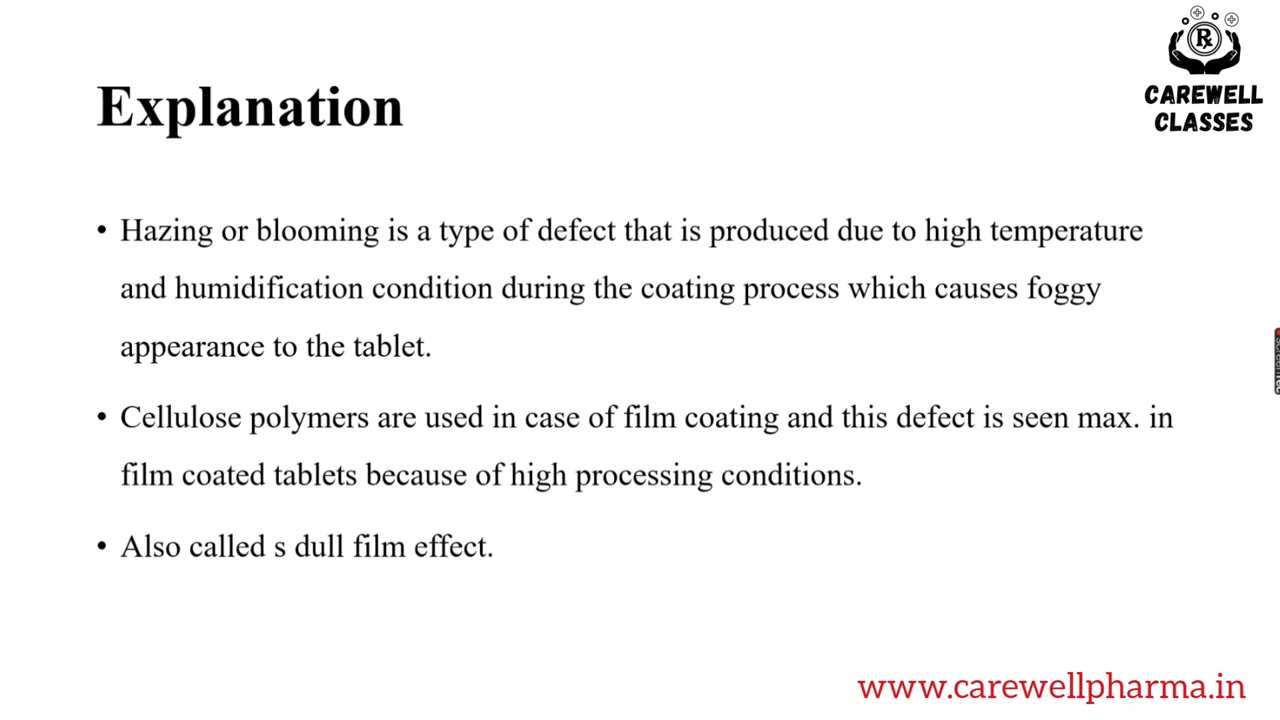 CAREWELL
CLASSES
Explanation
• Hazing or blooming is a type of defect that is produced due to high temperature
and humidification condition during the coating process which causes foggy
appearance to the tablet.
• Cellulose polymers are used in case of film coating and this defect is seen max. in
film coated tablets because of high processing conditions.
• Also called s dull film effect.
www.carewellpharma.in